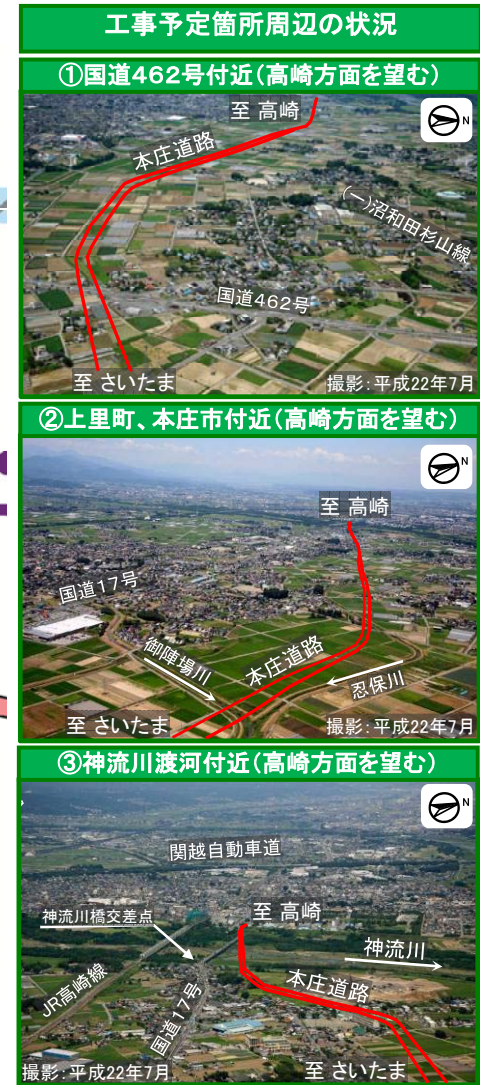 工事予定箇所周辺の状況
①国道462号付近(高崎方面を望む)
至 高崎
N
本庄道路
(一)沼和田杉山線
国道462号
至 さいたま
撮影:平成22年7月
②上里町、本庄市付近(高崎方面を望む)
N
至 高崎
国道17号
御陣場川
本庄道路
忍保川
至 さいたま
撮影:平成22年7月
③神流川渡河付近(高崎方面を望む)
N
関越自動車道
至 高崎
神流川橋交差点
神流川
JR高崎線
国道17号
本庄道路
撮影:平成22年7月
至 さいたま